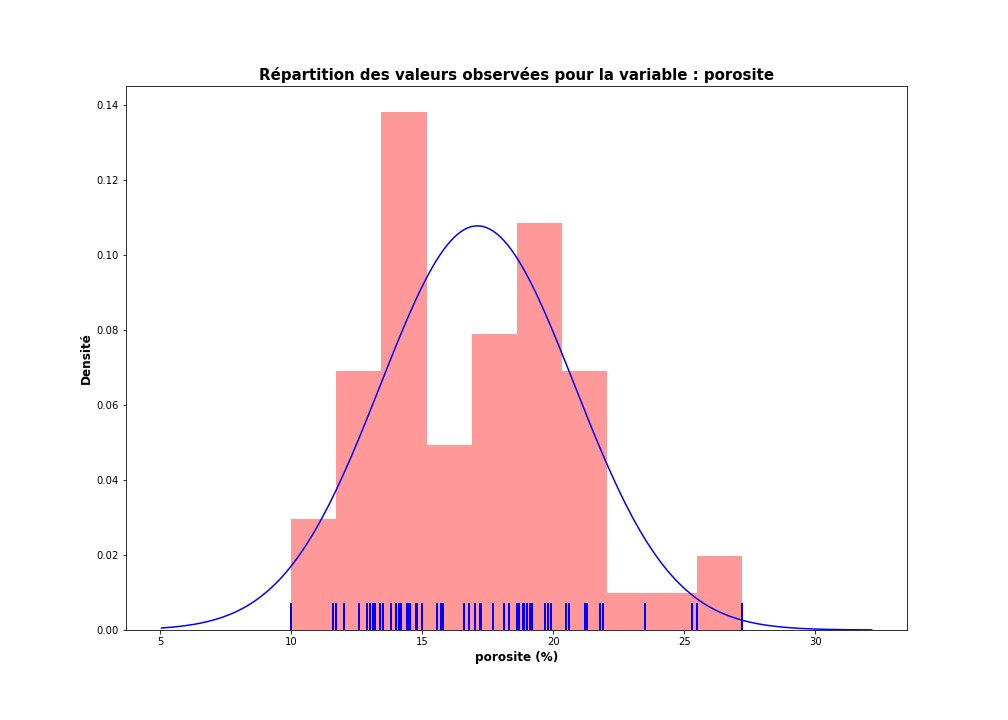 Répartition des valeurs observées pour la variable : porosite
0.14
0.12
0.10
0.08
0.06
0.04
0.02
0.00
Densité
5 10 15 20 25 30
porosite (%)